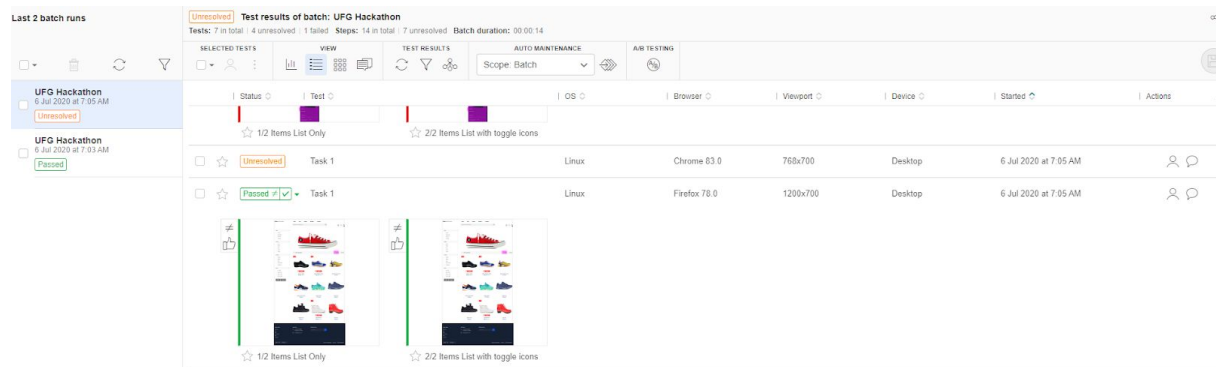 Last 2 batch runs
UFG Hackathon
6 Jul 2020 at 7:05 AM
Unresolved
UFG Hackathon
6 Jul 2020 at 7:03 AM
Passed
Unresolved Test results of batch: UFG Hackathon
Tests: 7 in total | 4 unresolved | 1 failed Steps: 14 in total | 7 unresolved Batch duration: 00:00:14
SELECTED TESTS VIEW TEST RESULTS AUTO MAINTENANCE A/B TESTING
Scope: Batch
Status Test OS Browser Viewport Device Started Actions
1/2 Items List Only 2/2 Items List with toggle icons
Unresolved Task 1 Linux Chrome 83.0 768x700 Desktop 6 Jul 2020 at 7:05 AM
Passed ≠ Task 1 Linux Firefox 78.0 1200x700 Desktop 6 Jul 2020 at 7:05 AM
1/2 Items List Only 2/2 Items List with toggle icons